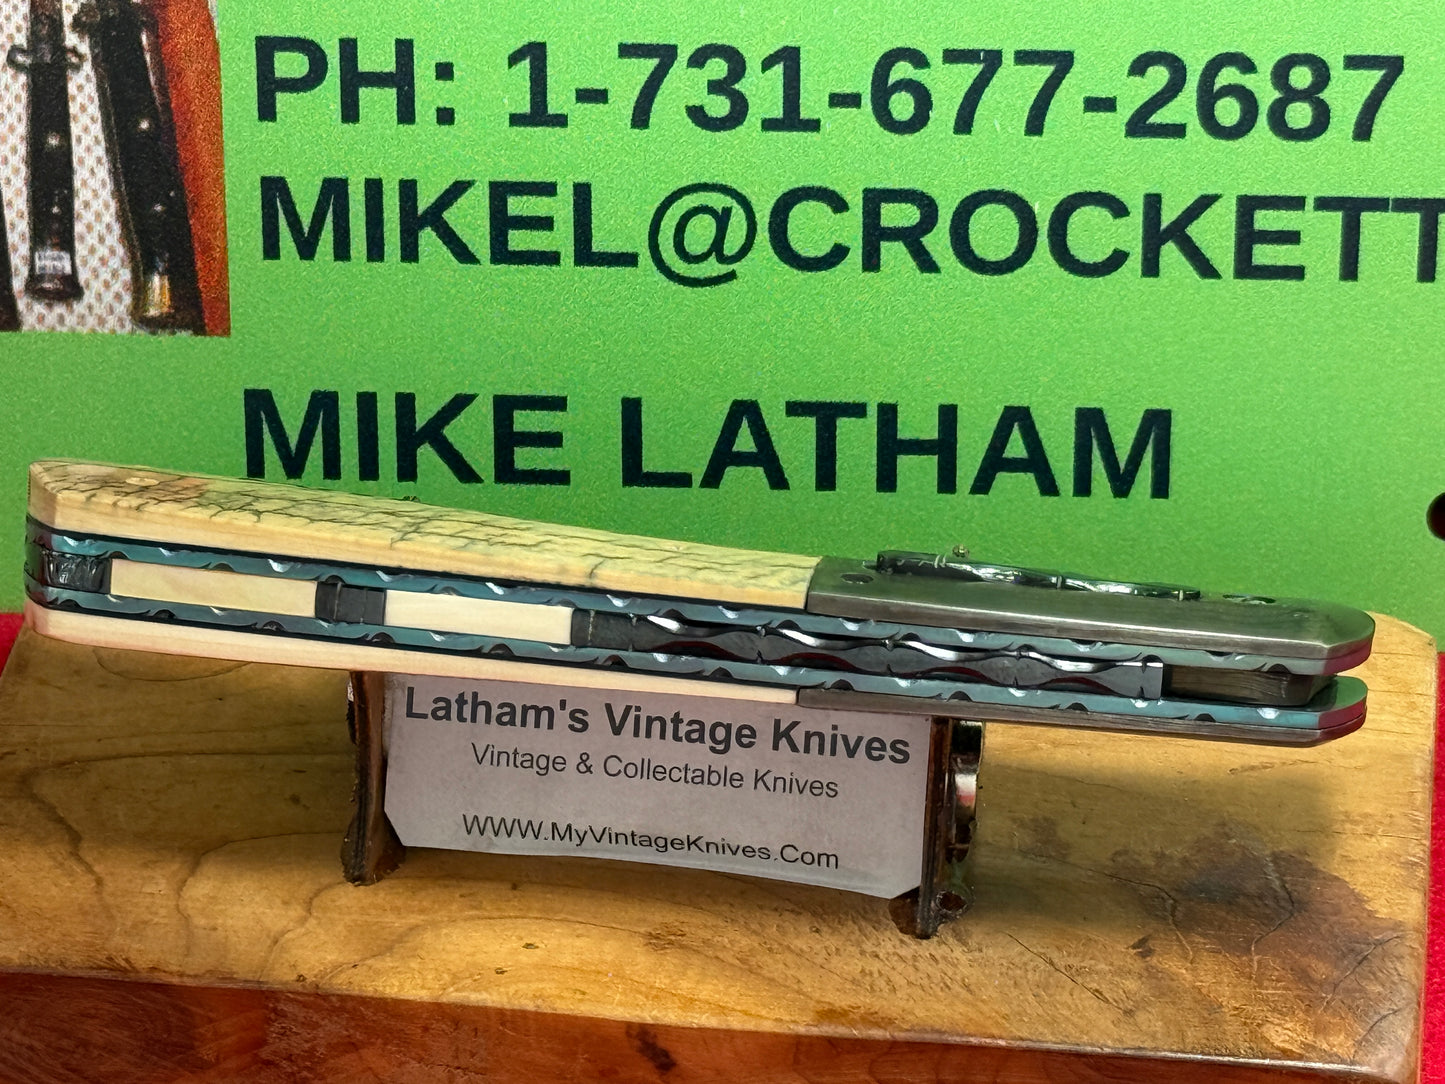 PH: 1-731-677-2687
MIKEL@CROCKETT
MIKE LATHAM
Latham's Vintage Knives
Vintage & Collectable Knives
WWW.MyVintageKnives.Com